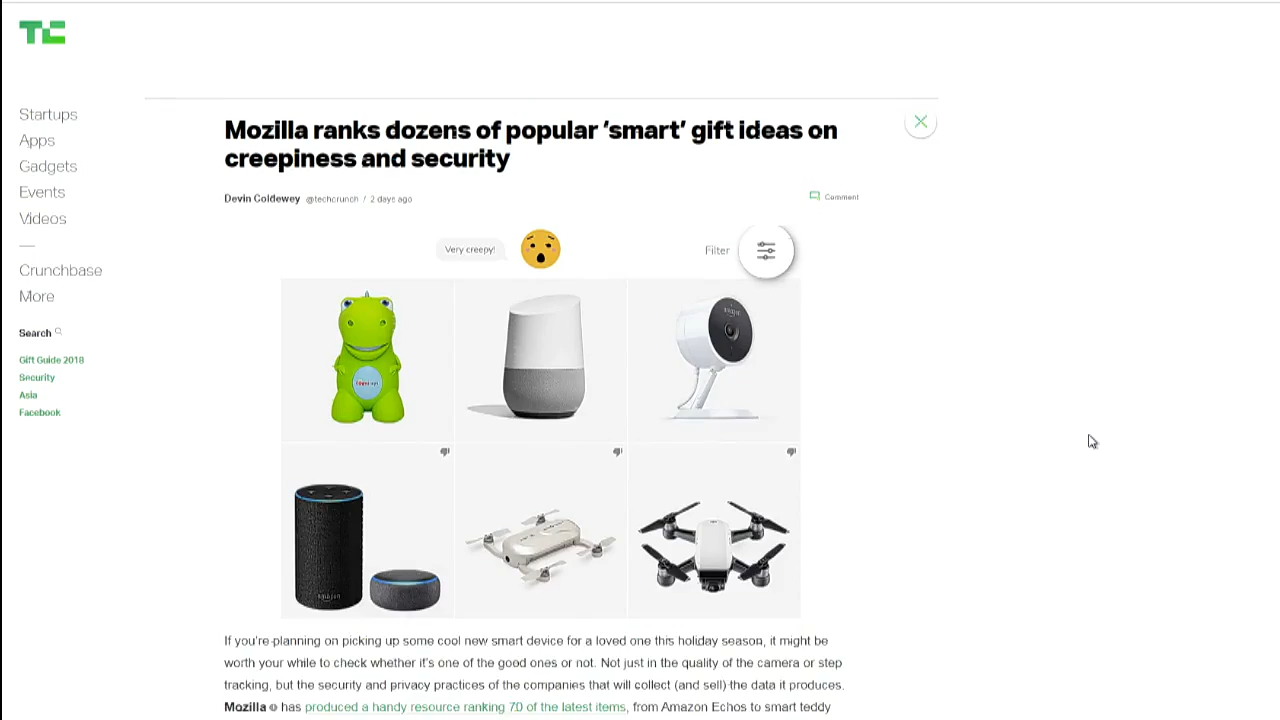 TC
Startups
Apps
Gadgets
Events
Videos
—
Crunchbase
More
Search
Gift Guide 2018
Security
Asia
Facebook
Mozilla ranks dozens of popular ‘smart’ gift ideas on
creepiness and security
Devin Coldewey @techcrunch / 2 days ago
Comment
Very creepy!
Filter
amazon
If you’re planning on picking up some cool new smart device for a loved one this holiday season, it might be
worth your while to check whether it’s one of the good ones or not. Not just in the quality of the camera or step
tracking, but the security and privacy practices of the companies that will collect (and sell) the data it produces.
Mozilla has produced a handy resource ranking 70 of the latest items, from Amazon Echos to smart teddy